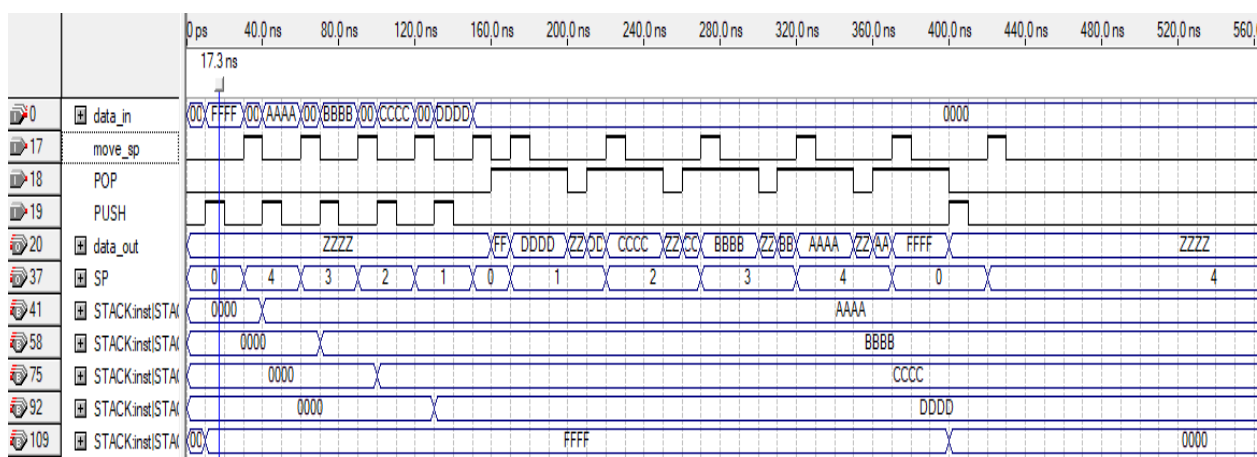 0 ps 40.0 ns 80.0 ns 120.0 ns 160.0 ns 200.0 ns 240.0 ns 280.0 ns 320.0 ns 360.0 ns 400.0 ns 440.0 ns 480.0 ns 520.0 ns 560.
17.3 ns
0 data_in 00 FFFF 00 AAAA 00 BBBB 00 CCCC 00 DDDD 0000
17 move_sp
18 POP
19 PUSH
20 data_out ZZZZ FF DDDD ZZ DD CCCC ZZ CC BBBB ZZ BB AAAA ZZ AA FFFF ZZZZ
37 SP 0 4 3 2 1 0 1 2 3 4 0 4
41 STACK:inst|STA 0000 AAAA
58 STACK:inst|STA 0000 BBBB
75 STACK:inst|STA 0000 CCCC
92 STACK:inst|STA 0000 DDDD
109 STACK:inst|STA 00 FFFF 0000